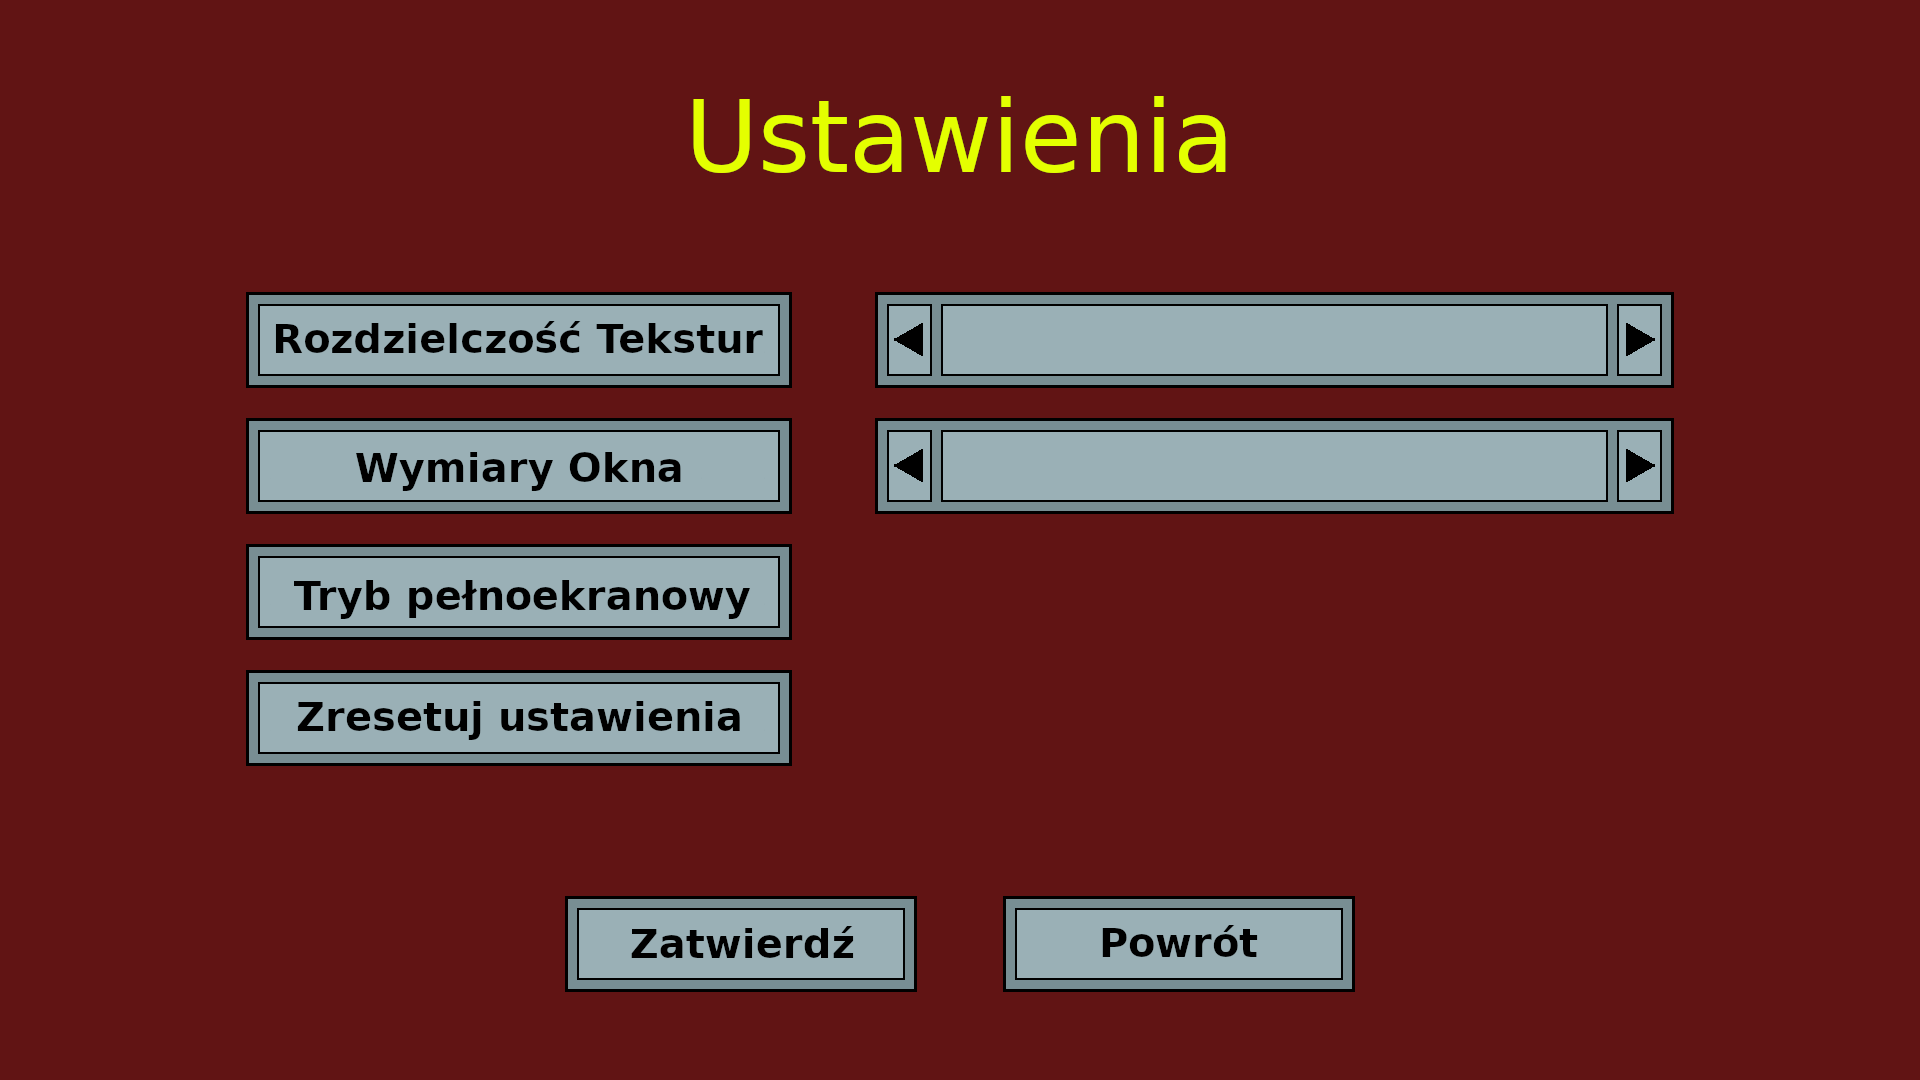 Ustawienia
Rozdzielczość Tekstur
Wymiary Okna
Tryb pełnoekranowy
Zresetuj ustawienia
Zatwierdź
Powrót